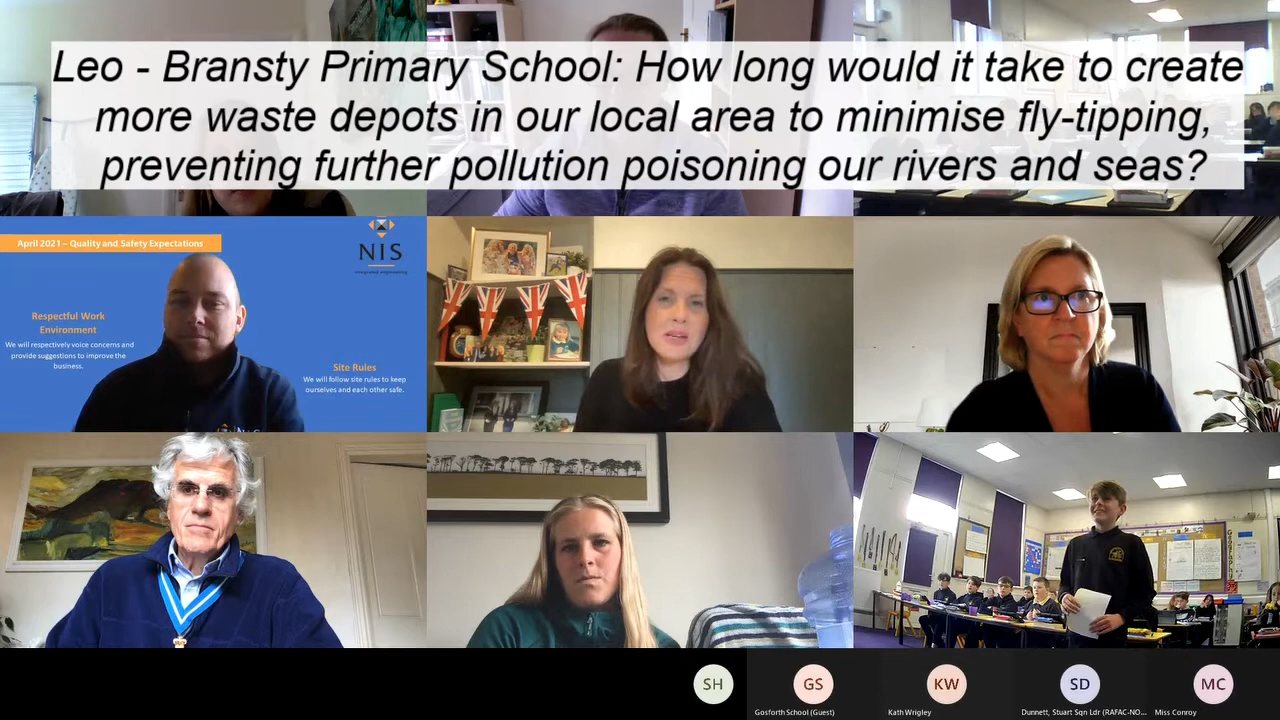 Leo - Bransty Primary School: How long would it take to create
more waste depots in our local area to minimise fly-tipping,
preventing further pollution poisoning our rivers and seas?
April 2021 – Quality and Safety Expectations
NIS
integrated engineering
Respectful Work
Environment
We will respectively voice concerns and
provide suggestions to improve the
business.
Site Rules
We will follow site rules to keep
ourselves and each other safe.
NIS
SH
GS
KW
SD
MC
Gosforth School (Guest)
Kath Wrigley
Dunnett, Stuart Sqn Ldr (RAFAC-NO...
Miss Conroy